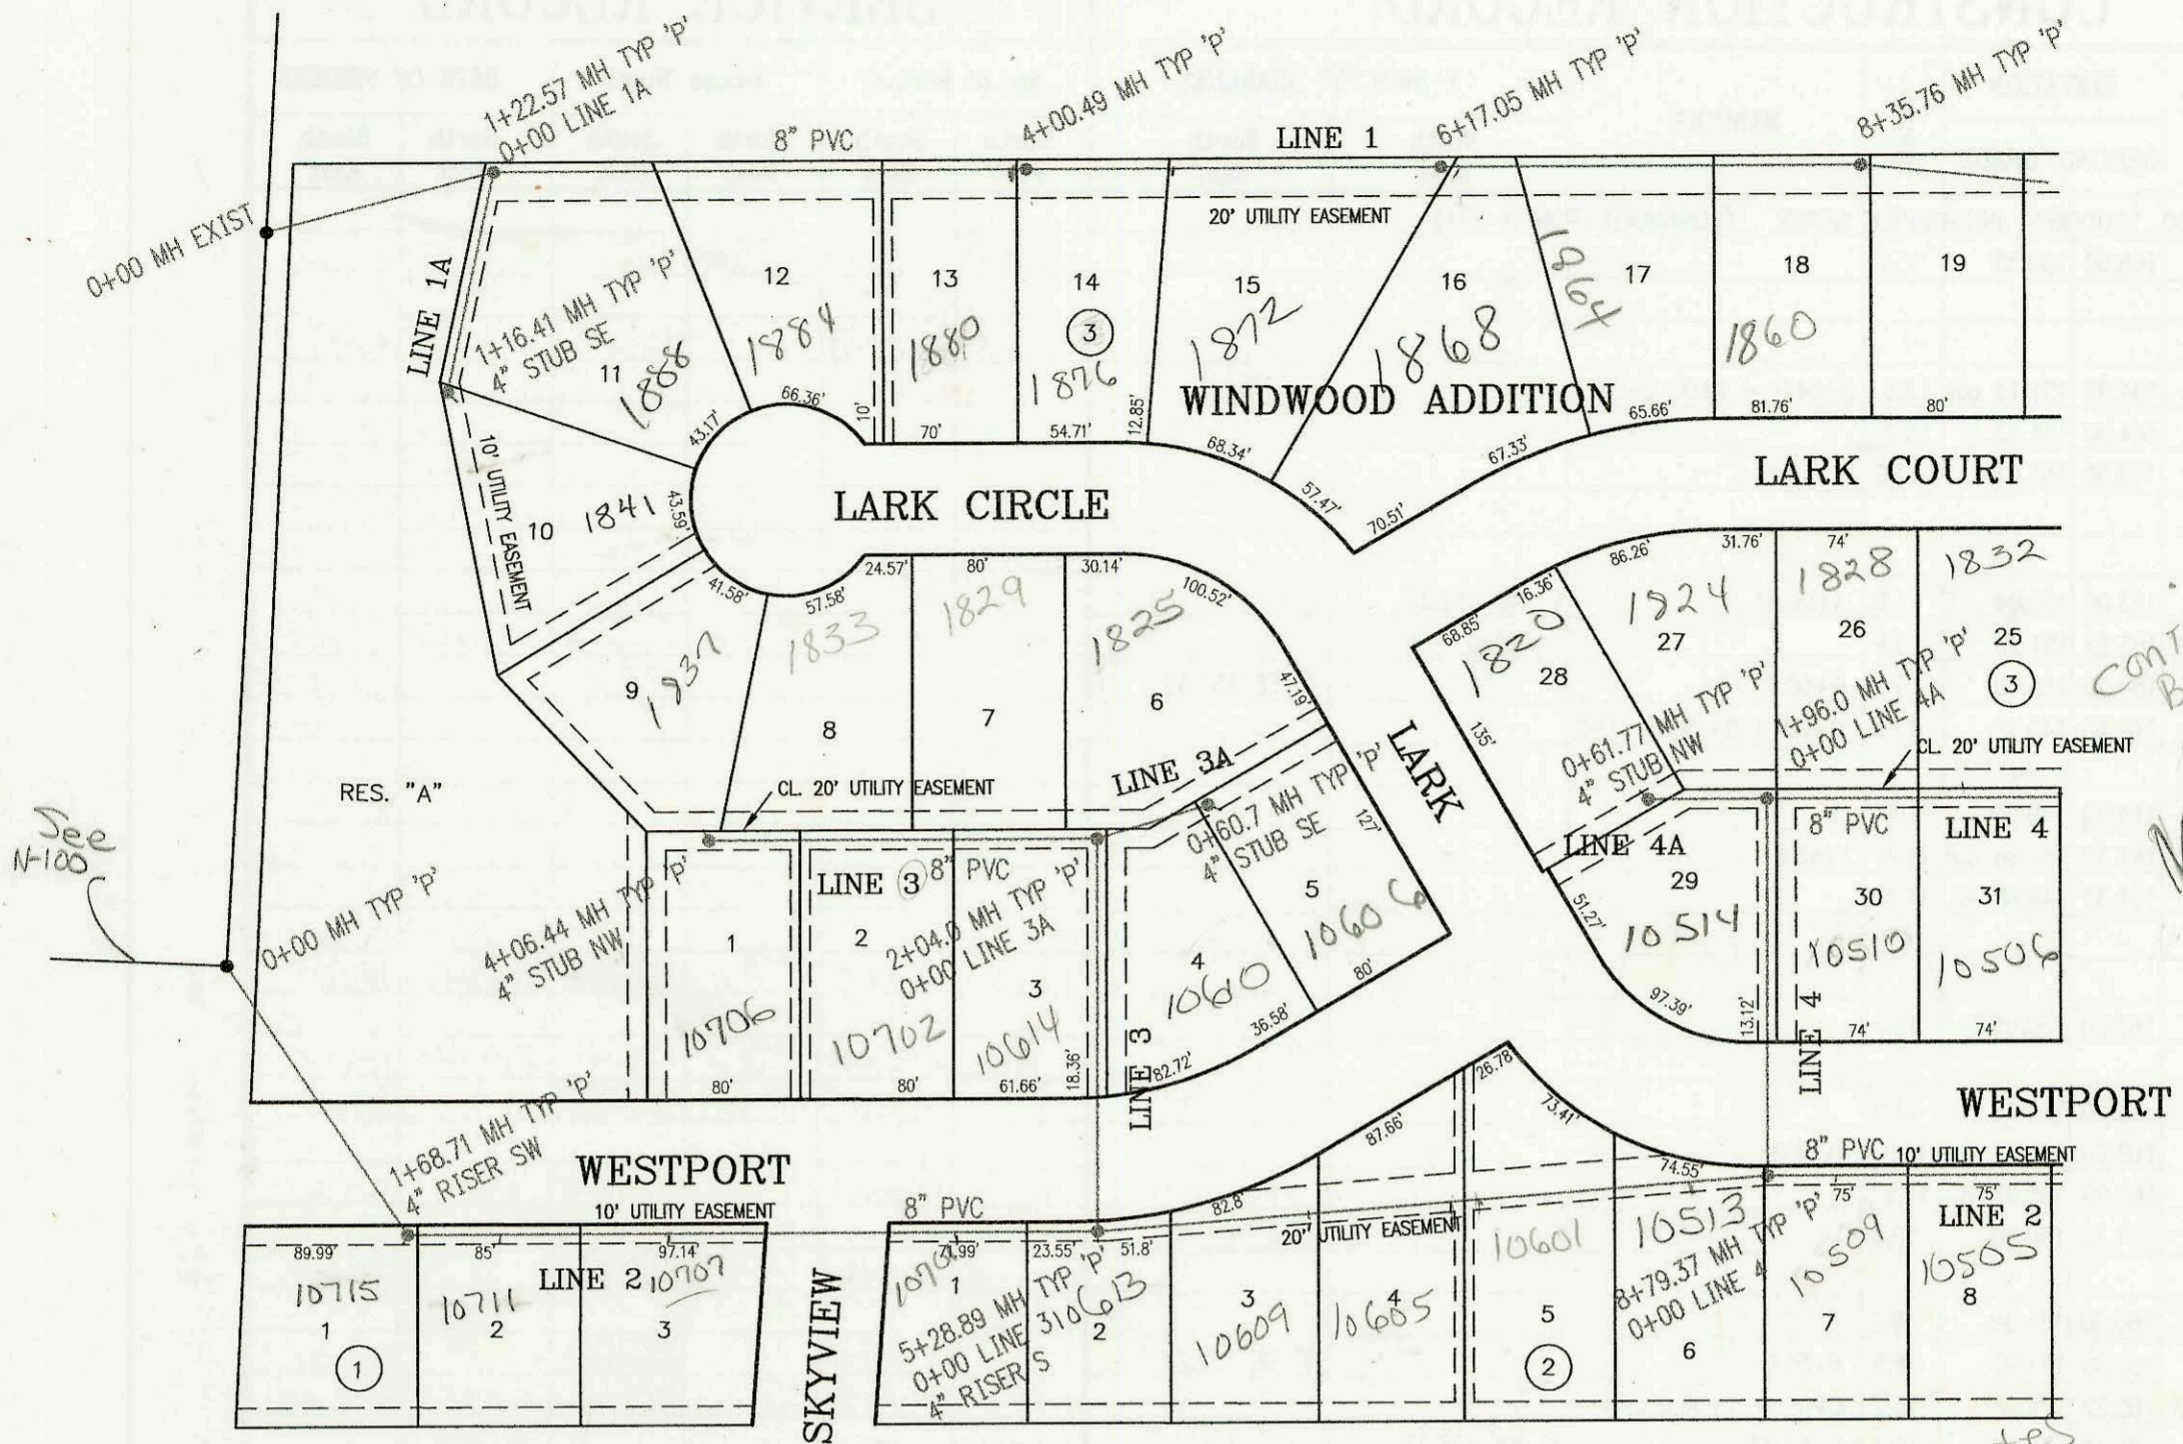 1+22.57 MH TYP 'P'
0+00 LINE 1A
4+00.49 MH TYP 'P'
6+17.05 MH TYP 'P'
8+35.76 MH TYP 'P'
8" PVC
LINE 1
0+00 MH EXIST
20' UTILITY EASEMENT
LINE 1A
1+16.41 MH TYP 'P'
4" STUB SE
11
1888
12
1884
13
1880
14
3
1876
15
1872
16
1868
1864
17
18
1860
19
WINDWOOD ADDITION
43.17'
66.36'
10'
70'
54.71'
12.85'
68.34'
57.47'
70.51'
67.33'
65.66'
81.76'
80'
10' UTILITY EASEMENT
10
1841
43.59'
LARK CIRCLE
LARK COURT
41.58'
57.58'
24.57'
80'
30.14'
100.52'
47.19'
9
1837
1833
8
1829
7
1825
6
68.85'
16.36'
86.26'
31.76'
74'
1820
28
1824
27
1828
26
1832
25
3
135'
LARK
0+61.77 MH TYP 'P'
4" STUB NW
1+96.0 MH TYP 'P'
0+00 LINE 4A
CL. 20' UTILITY EASEMENT
RES. "A"
CL. 20' UTILITY EASEMENT
LINE 3A
0+60.7 MH TYP 'P'
4" STUB SE
127'
See
N-100
0+00 MH TYP 'P'
4+06.44 MH TYP 'P'
4" STUB NW
LINE 3
8" PVC
2+04.0 MH TYP 'P'
0+00 LINE 3A
1
10706
80'
2
10702
80'
3
10614
61.66'
18.36'
LINE 3
4
10610
5
10606
80'
36.58'
82.72'
LINE 4A
29
10514
51.27'
97.39'
13.12'
8" PVC
LINE 4
30
10510
31
10506
74'
74'
LINE 4
1+68.71 MH TYP 'P'
4" RISER SW
WESTPORT
WESTPORT
10' UTILITY EASEMENT
8" PVC
87.66'
26.78'
73.41'
74.55'
8" PVC
10' UTILITY EASEMENT
89.99'
85'
97.14'
71.99'
23.55'
51.8'
82.8'
20' UTILITY EASEMENT
75'
75'
LINE 2
LINE 2
10715
1
1
10711
2
10707
3
SKYVIEW
1
5+28.89 MH TYP 'P'
0+00 LINE 3
4" RISER S
10613
2
3
10609
4
10605
10601
5
2
10513
8+79.37 MH TYP 'P'
0+00 LINE 4
6
10509
7
10505
8